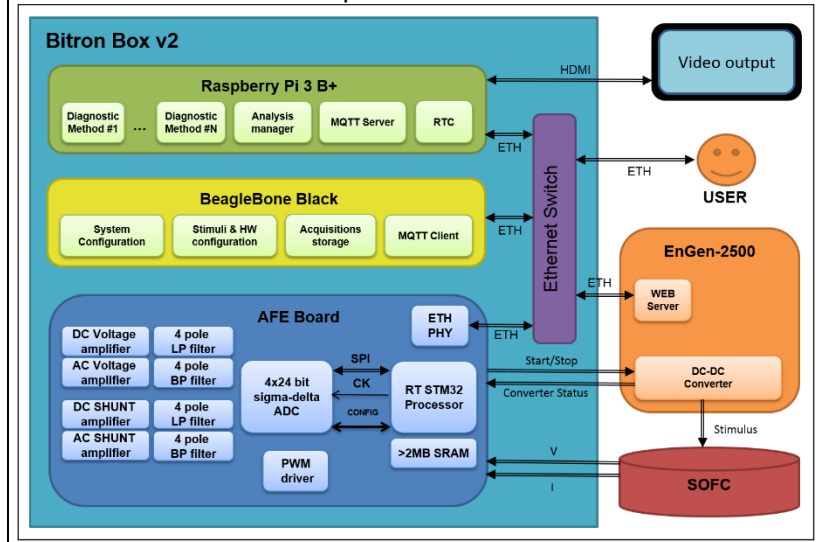 Bitron Box v2
Raspberry Pi 3 B+
Diagnostic
Method #1
...
Diagnostic
Method #N
Analysis
manager
MQTT Server
RTC
HDMI
Video output
ETH
BeagleBone Black
System
Configuration
Stimuli & HW
configuration
Acquisitions
storage
MQTT Client
ETH
Ethernet Switch
ETH
USER
EnGen-2500
ETH
WEB
Server
DC-DC
Converter
AFE Board
ETH
PHY
ETH
DC Voltage
amplifier
4 pole
LP filter
AC Voltage
amplifier
4 pole
BP filter
DC SHUNT
amplifier
4 pole
LP filter
AC SHUNT
amplifier
4 pole
BP filter
4x24 bit
sigma-delta
ADC
SPI
CK
CONFIG
RT STM32
Processor
>2MB SRAM
PWM
driver
Start/Stop
Converter Status
Stimulus
V
I
SOFC